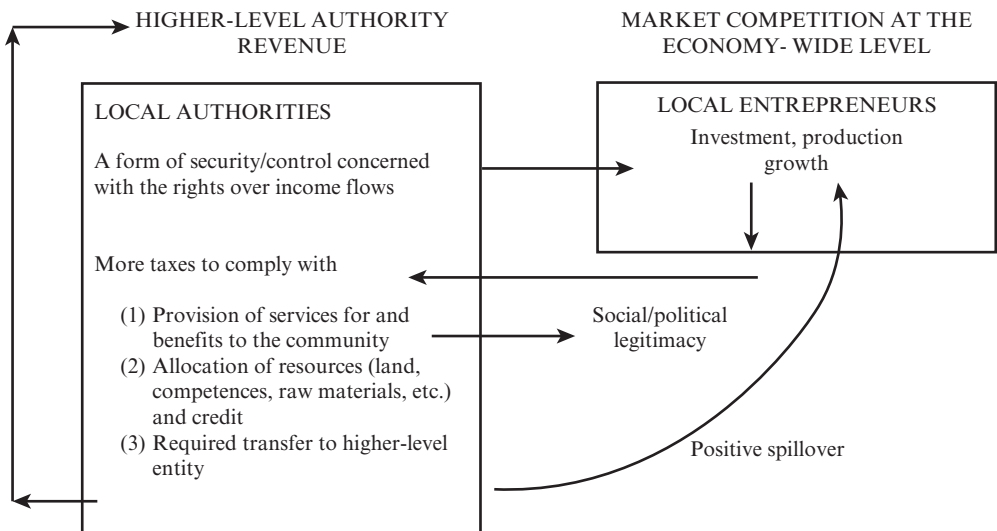 HIGHER-LEVEL AUTHORITY
REVENUE
MARKET COMPETITION AT THE
ECONOMY- WIDE LEVEL
LOCAL AUTHORITIES
A form of security/control concerned
with the rights over income flows
LOCAL ENTREPRENEURS
Investment, production
growth
More taxes to comply with
(1) Provision of services for and
benefits to the community
(2) Allocation of resources (land,
competences, raw materials, etc.)
and credit
(3) Required transfer to higher-level
entity
Social/political
legitimacy
Positive spillover